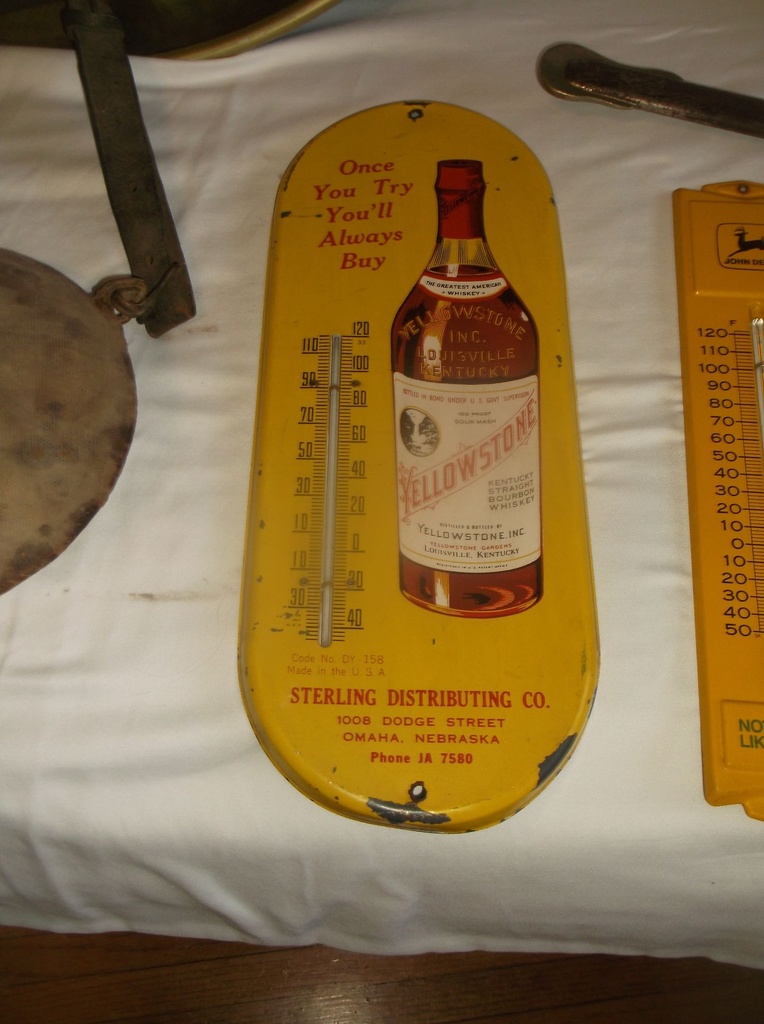 Once
You Try
You'll
Always
Buy
THE GREATEST AMERICAN
WHISKEY
YELLOWSTONE
INC.
LOUISVILLE
KENTUCKY
BOTTLED IN BOND UNDER U.S. GOVT SUPERVISION
100 PROOF
SOUR MASH
YELLOWSTONE
KENTUCKY
STRAIGHT
BOURBON
WHISKEY
DISTILLED & BOTTLED BY
YELLOWSTONE, INC.
YELLOWSTONE GARDENS
LOUISVILLE, KENTUCKY
120
110
100
90
80
70
60
50
40
30
20
10
0
10
20
30
40
Code No. DY 158
Made in the U.S.A
STERLING DISTRIBUTING CO.
1008 DODGE STREET
OMAHA, NEBRASKA
Phone JA 7580
JOHN DE
F
120
110
100
90
80
70
60
50
40
30
20
10
0
10
20
30
40
50
NO
LIK